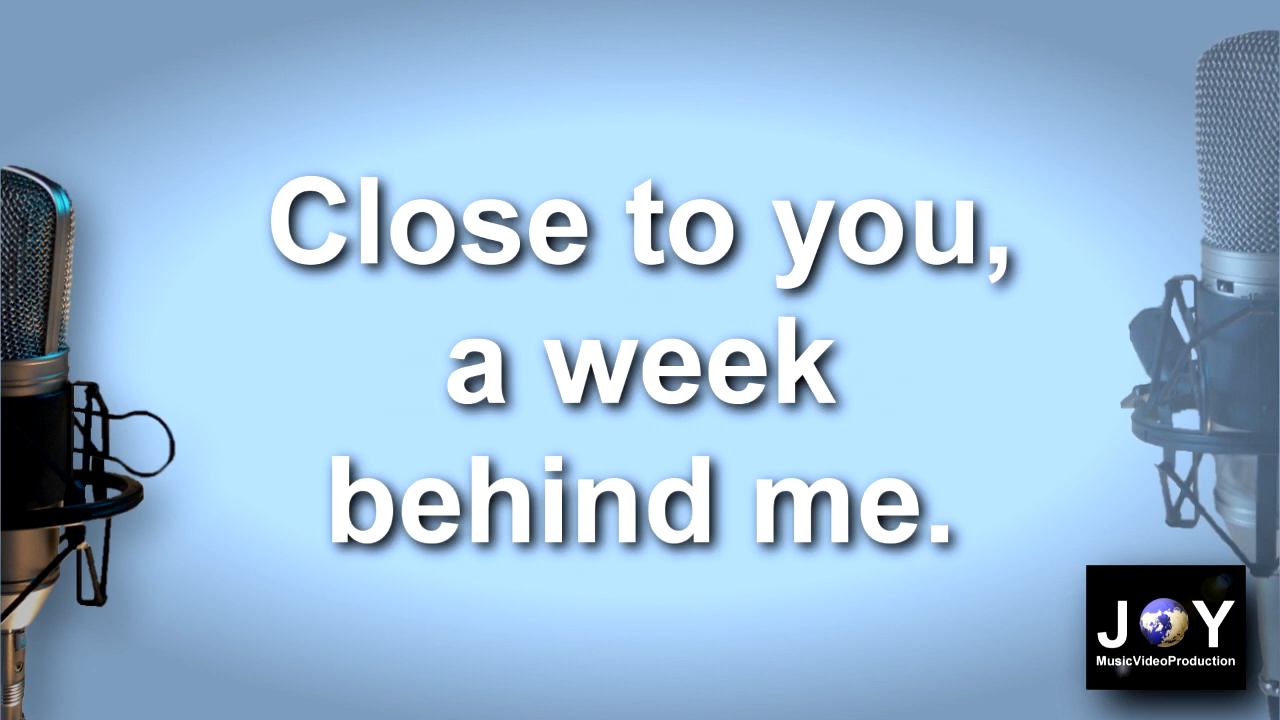 Close to you,
a week
behind me.
JOY
MusicVideoProduction